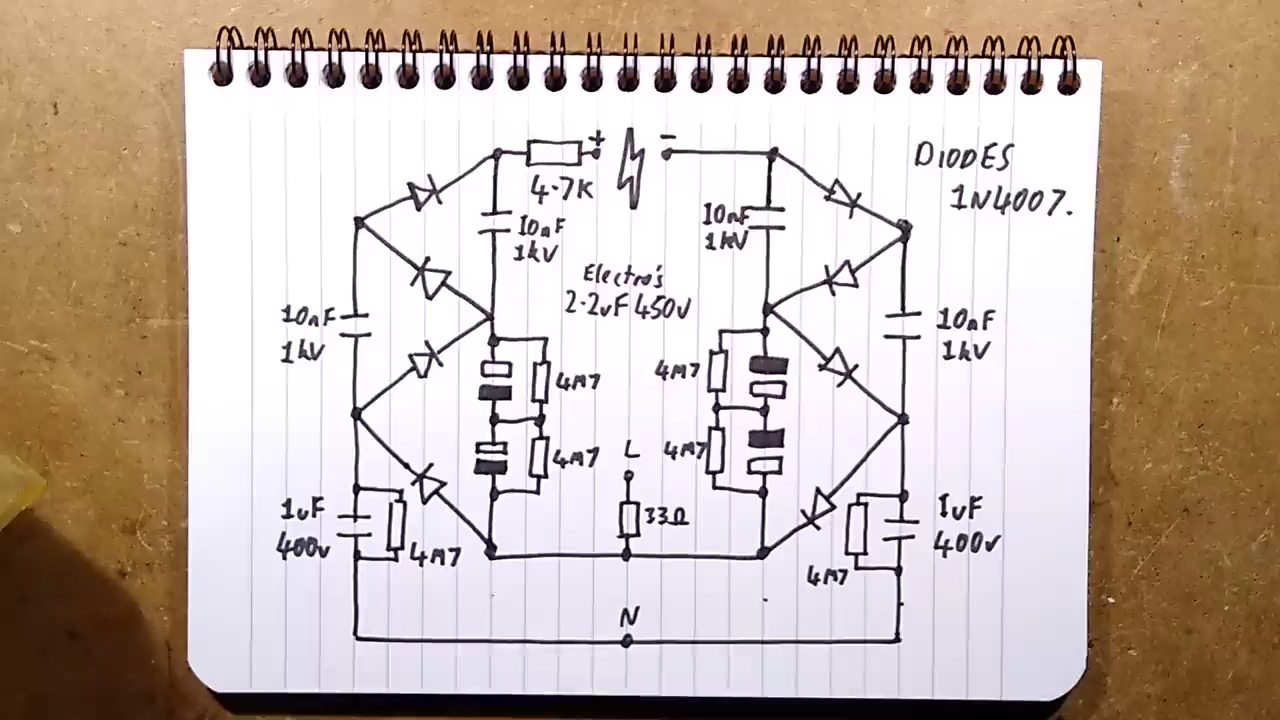 + -
DIODES
1N4007.
4.7K
10nF
1kV
10nF
1kV
Electro's
2.2uF 450V
10nF
1kV
10nF
1kV
4M7
4M7
4M7
4M7
L
33Ω
1uF
400v
4M7
1uF
400v
4M7
N